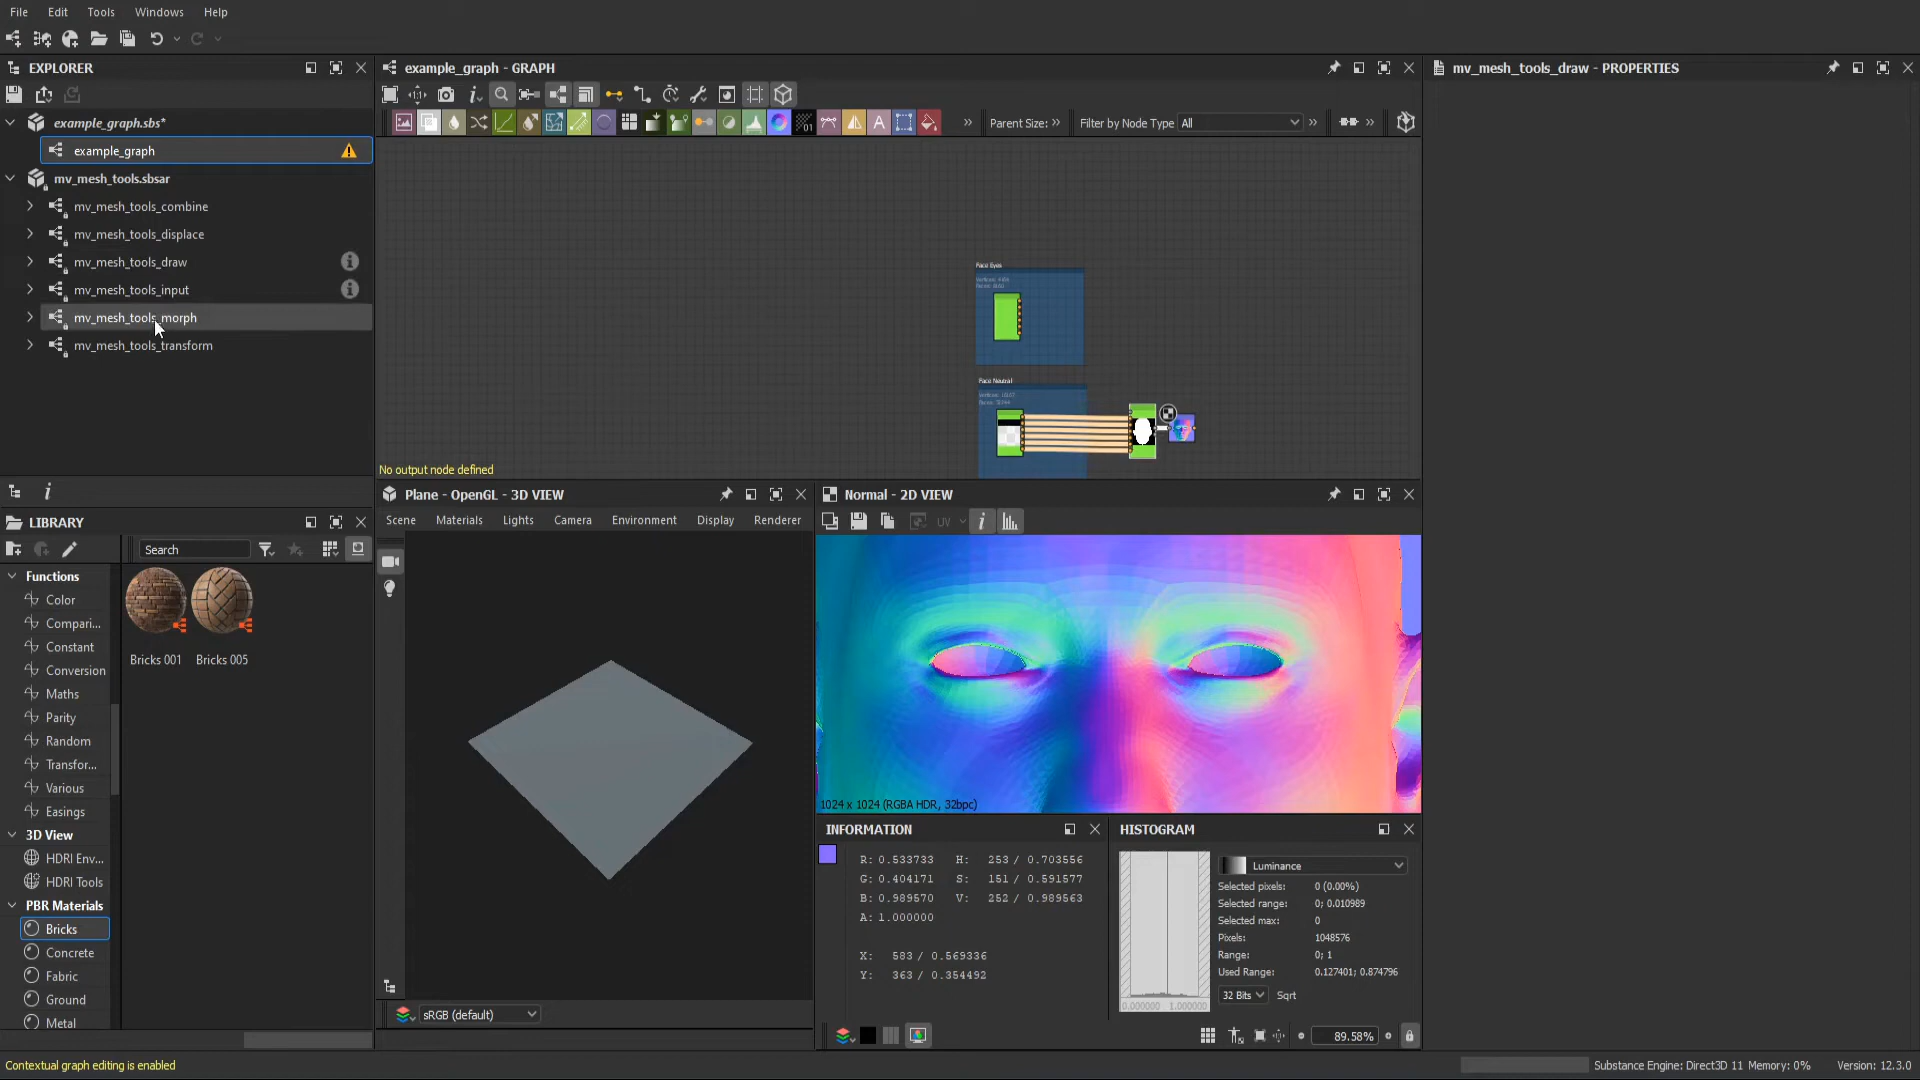 File Edit Tools Windows Help
EXPLORER
example_graph.sbs*
example_graph
mv_mesh_tools.sbsar
mv_mesh_tools_combine
mv_mesh_tools_displace
mv_mesh_tools_draw
mv_mesh_tools_input
mv_mesh_tools_morph
mv_mesh_tools_transform
example_graph - GRAPH
Parent Size: >>
Filter by Node Type All
Face Eyes
Face Neutral
No output node defined
mv_mesh_tools_draw - PROPERTIES
LIBRARY
Search
Functions
Color
Compari...
Constant
Conversion
Maths
Parity
Random
Transfor...
Various
Easings
3D View
HDRI Env...
HDRI Tools
PBR Materials
Bricks
Concrete
Fabric
Ground
Metal
Bricks 001 Bricks 005
Plane - OpenGL - 3D VIEW
Scene Materials Lights Camera Environment Display Renderer
sRGB (default)
Normal - 2D VIEW
UV
1024 x 1024 (RGBA HDR, 32bpc)
INFORMATION
R: 0.533733 H: 253 / 0.703556
G: 0.404171 S: 151 / 0.591577
B: 0.989570 V: 252 / 0.989563
A: 1.000000
X: 583 / 0.569336
Y: 363 / 0.354492
HISTOGRAM
Luminance
Selected pixels: 0 (0.00%)
Selected range: 0; 0.010989
Selected max: 0
Pixels: 1048576
Range: 0; 1
Used Range: 0.127401; 0.874796
32 Bits Sqrt
0.000000 1.000000
89.58%
Contextual graph editing is enabled
Substance Engine: Direct3D 11 Memory: 0% Version: 12.3.0